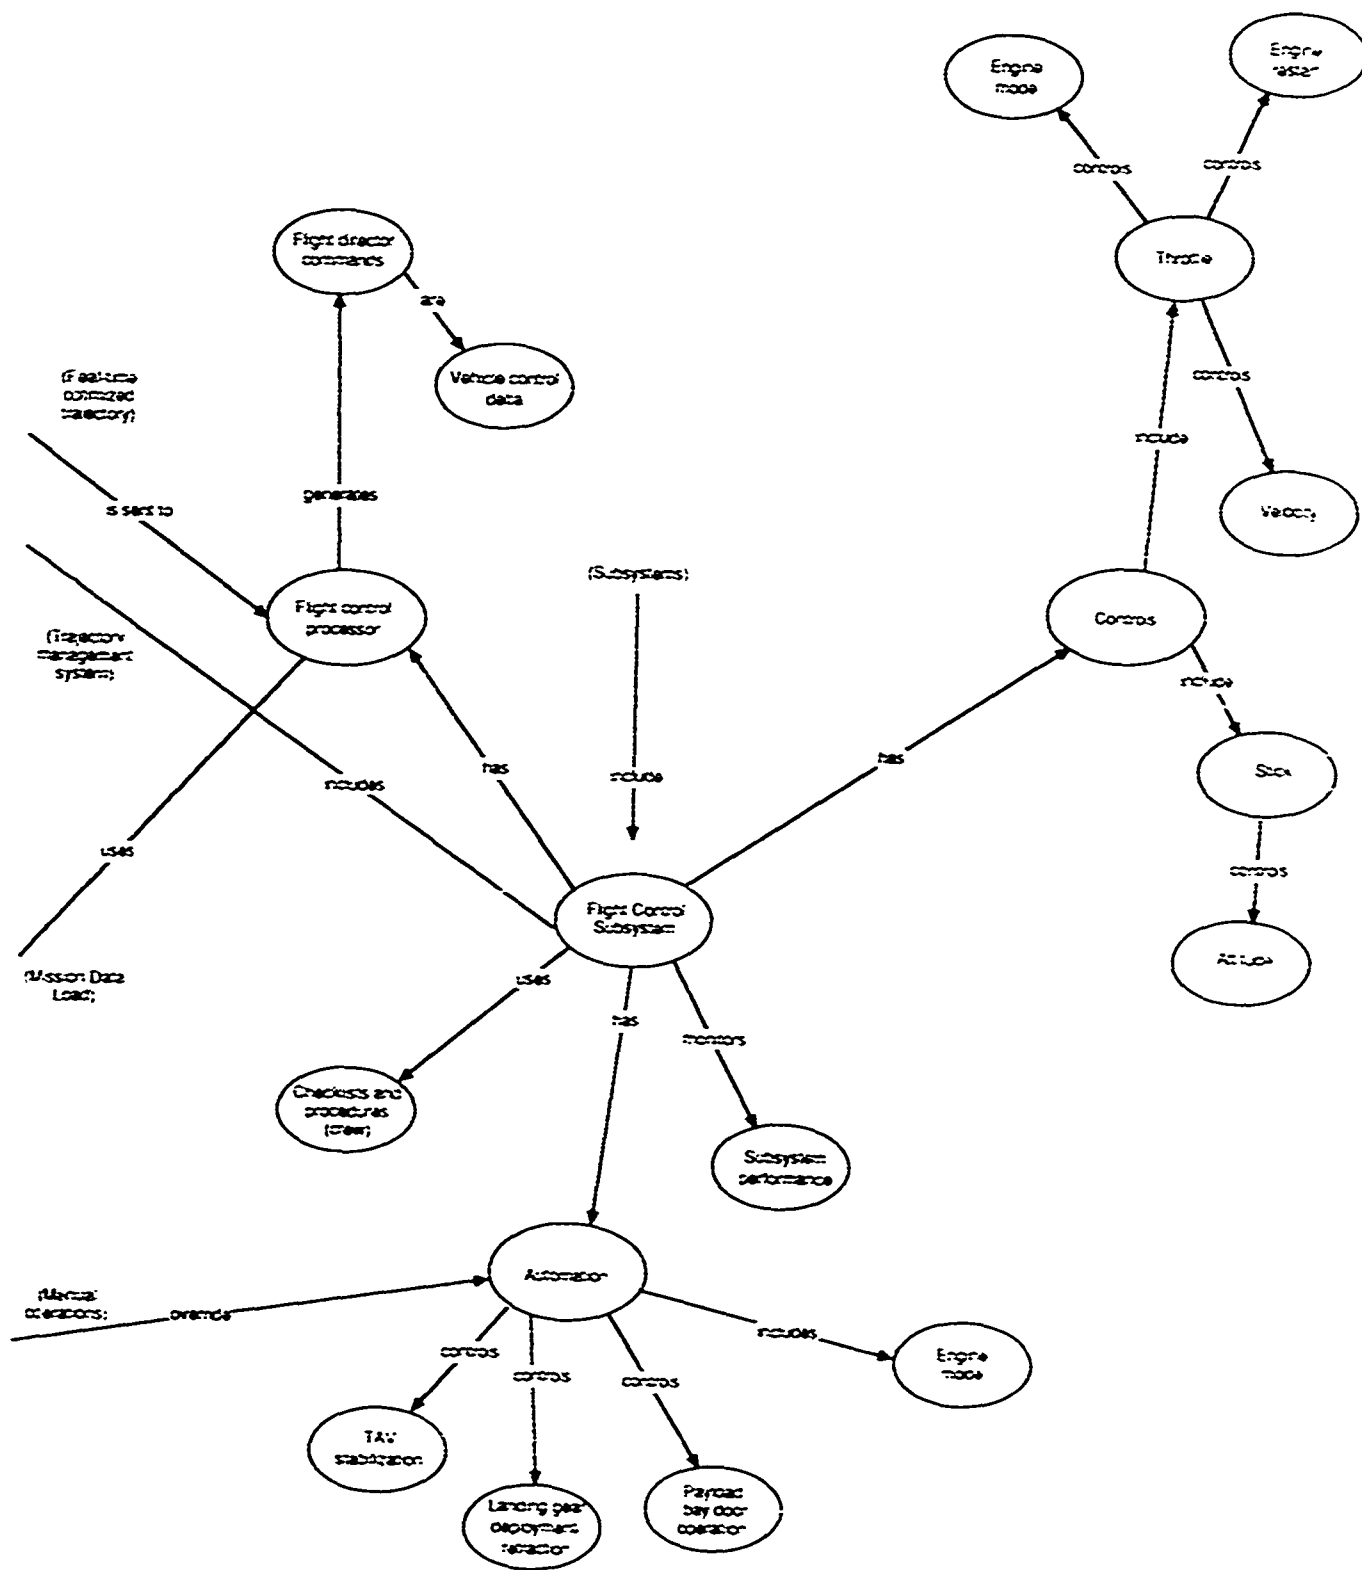 Engine
mode
Engine
restart
controls
controls
Flight director
commands
Throttle
are
(Real-time
optimized
trajectory)
Vehicle control
data
controls
include
generates
is sent to
Velocity
(Subsystems)
Flight control
processor
Controls
(Trajectory
management
system)
include
has
has
includes
include
Stick
uses
controls
Flight Control
Subsystem
(Mission Data
Load)
uses
has
monitors
Checklists and
procedures
(crew)
Subsystem
performance
Automation
(Manual
operations)
override
includes
controls
controls
controls
Engine
mode
TAV
stabilization
Landing gear
deployment
retraction
Payload
bay door
operation